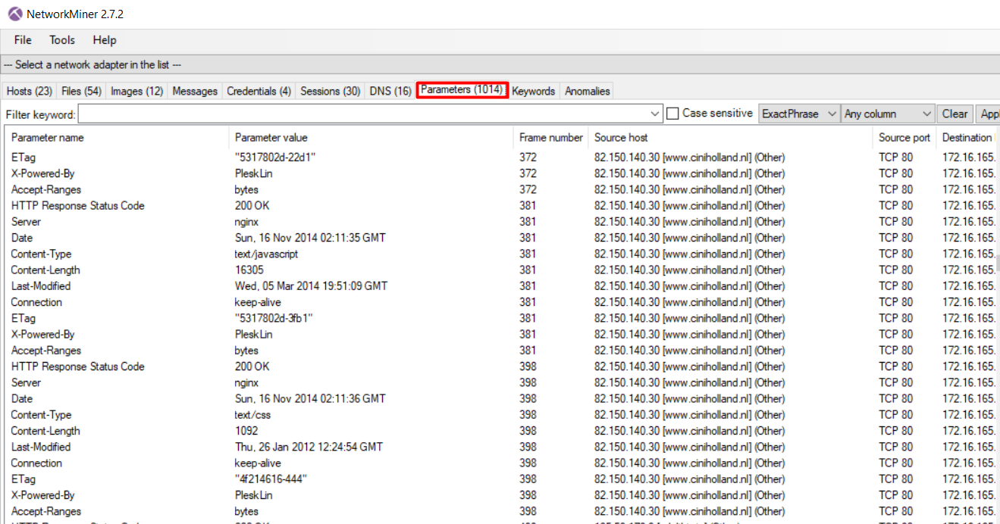 NetworkMiner 2.7.2
File Tools Help
--- Select a network adapter in the list ---
Hosts (23) Files (54) Images (12) Messages Credentials (4) Sessions (30) DNS (16) Parameters (1014) Keywords Anomalies
Filter keyword: Case sensitive ExactPhrase Any column Clear
Parameter name Parameter value Frame number Source host Source port Destination
ETag "5317802d-22d1" 372 82.150.140.30 [www.ciniholland.nl] (Other) TCP 80 172.16.165.
X-Powered-By PleskLin 372 82.150.140.30 [www.ciniholland.nl] (Other) TCP 80 172.16.165.
Accept-Ranges bytes 372 82.150.140.30 [www.ciniholland.nl] (Other) TCP 80 172.16.165.
HTTP Response Status Code 200 OK 381 82.150.140.30 [www.ciniholland.nl] (Other) TCP 80 172.16.165.
Server nginx 381 82.150.140.30 [www.ciniholland.nl] (Other) TCP 80 172.16.165.
Date Sun, 16 Nov 2014 02:11:35 GMT 381 82.150.140.30 [www.ciniholland.nl] (Other) TCP 80 172.16.165.
Content-Type text/javascript 381 82.150.140.30 [www.ciniholland.nl] (Other) TCP 80 172.16.165.
Content-Length 16305 381 82.150.140.30 [www.ciniholland.nl] (Other) TCP 80 172.16.165.
Last-Modified Wed, 05 Mar 2014 19:51:09 GMT 381 82.150.140.30 [www.ciniholland.nl] (Other) TCP 80 172.16.165.
Connection keep-alive 381 82.150.140.30 [www.ciniholland.nl] (Other) TCP 80 172.16.165.
ETag "5317802d-3fb1" 381 82.150.140.30 [www.ciniholland.nl] (Other) TCP 80 172.16.165.
X-Powered-By PleskLin 381 82.150.140.30 [www.ciniholland.nl] (Other) TCP 80 172.16.165.
Accept-Ranges bytes 381 82.150.140.30 [www.ciniholland.nl] (Other) TCP 80 172.16.165.
HTTP Response Status Code 200 OK 398 82.150.140.30 [www.ciniholland.nl] (Other) TCP 80 172.16.165.
Server nginx 398 82.150.140.30 [www.ciniholland.nl] (Other) TCP 80 172.16.165.
Date Sun, 16 Nov 2014 02:11:36 GMT 398 82.150.140.30 [www.ciniholland.nl] (Other) TCP 80 172.16.165.
Content-Type text/css 398 82.150.140.30 [www.ciniholland.nl] (Other) TCP 80 172.16.165.
Content-Length 1092 398 82.150.140.30 [www.ciniholland.nl] (Other) TCP 80 172.16.165.
Last-Modified Thu, 26 Jan 2012 12:24:54 GMT 398 82.150.140.30 [www.ciniholland.nl] (Other) TCP 80 172.16.165.
Connection keep-alive 398 82.150.140.30 [www.ciniholland.nl] (Other) TCP 80 172.16.165.
ETag "4f214616-444" 398 82.150.140.30 [www.ciniholland.nl] (Other) TCP 80 172.16.165.
X-Powered-By PleskLin 398 82.150.140.30 [www.ciniholland.nl] (Other) TCP 80 172.16.165.
Accept-Ranges bytes 398 82.150.140.30 [www.ciniholland.nl] (Other) TCP 80 172.16.165.